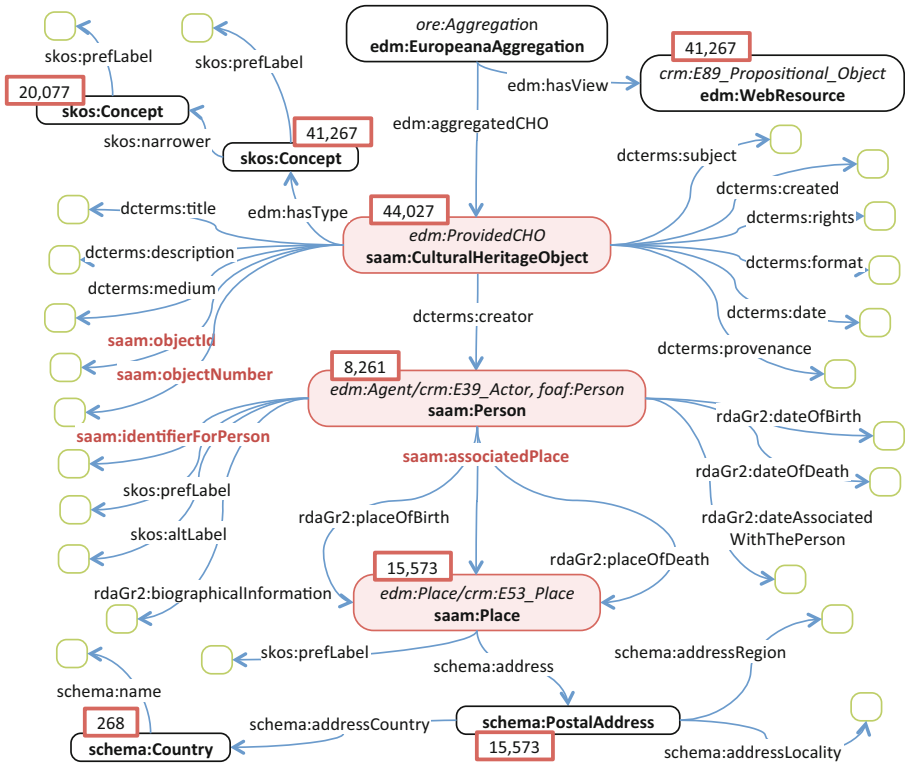 ore:Aggregation
edm:EuropeanaAggregation
skos:prefLabel
skos:prefLabel
41,267
crm:E89_Propositional_Object
edm:WebResource
edm:hasView
20,077
skos:Concept
edm:aggregatedCHO
skos:narrower
41,267
skos:Concept
dcterms:subject
dcterms:created
dcterms:title
edm:hasType
44,027
edm:ProvidedCHO
saam:CulturalHeritageObject
dcterms:rights
dcterms:description
dcterms:format
dcterms:medium
dcterms:creator
dcterms:date
saam:objectId
dcterms:provenance
saam:objectNumber
8,261
edm:Agent/crm:E39_Actor, foaf:Person
saam:Person
rdaGr2:dateOfBirth
saam:identifierForPerson
saam:associatedPlace
rdaGr2:dateOfDeath
skos:prefLabel
rdaGr2:placeOfBirth
rdaGr2:dateAssociated
WithThePerson
skos:altLabel
rdaGr2:placeOfDeath
15,573
edm:Place/crm:E53_Place
saam:Place
rdaGr2:biographicalInformation
skos:prefLabel
schema:address
schema:addressRegion
schema:name
268
schema:Country
schema:addressCountry
schema:PostalAddress
15,573
schema:addressLocality